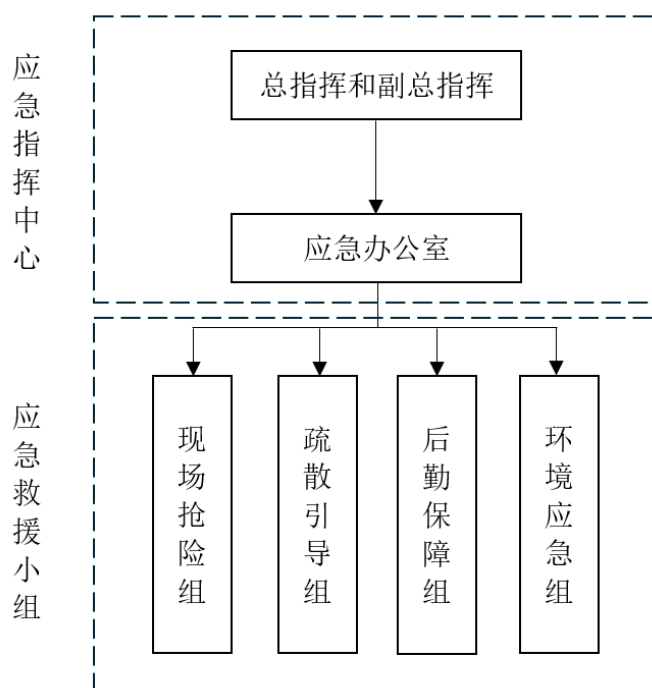 应急指挥中心
总指挥和副总指挥
应急办公室
应急救援小组
现场抢险组
疏散引导组
后勤保障组
环境应急组